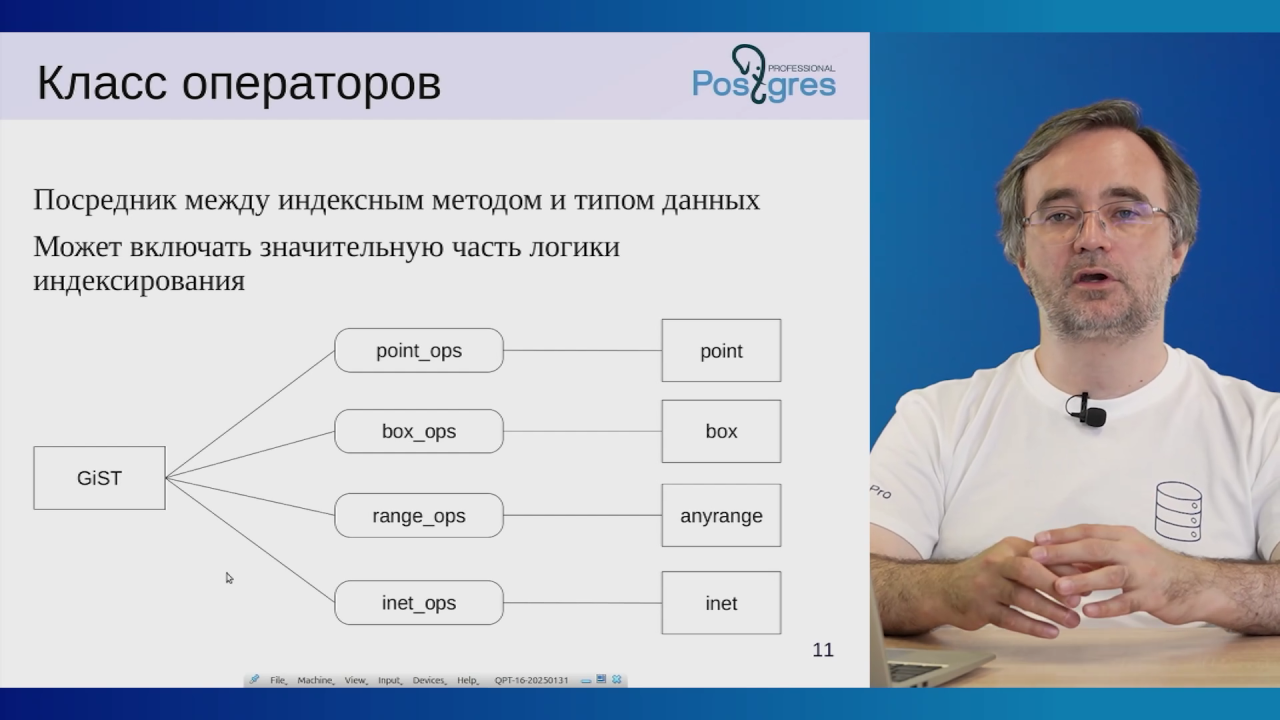 Класс операторов
PROFESSIONAL
Postgres
Посредник между индексным методом и типом данных
Может включать значительную часть логики
индексирования
point_ops
point
box_ops
box
GiST
range_ops
anyrange
inet_ops
inet
11
File
Machine
View
Input
Devices
Help
QPT-16-20250131
Pro